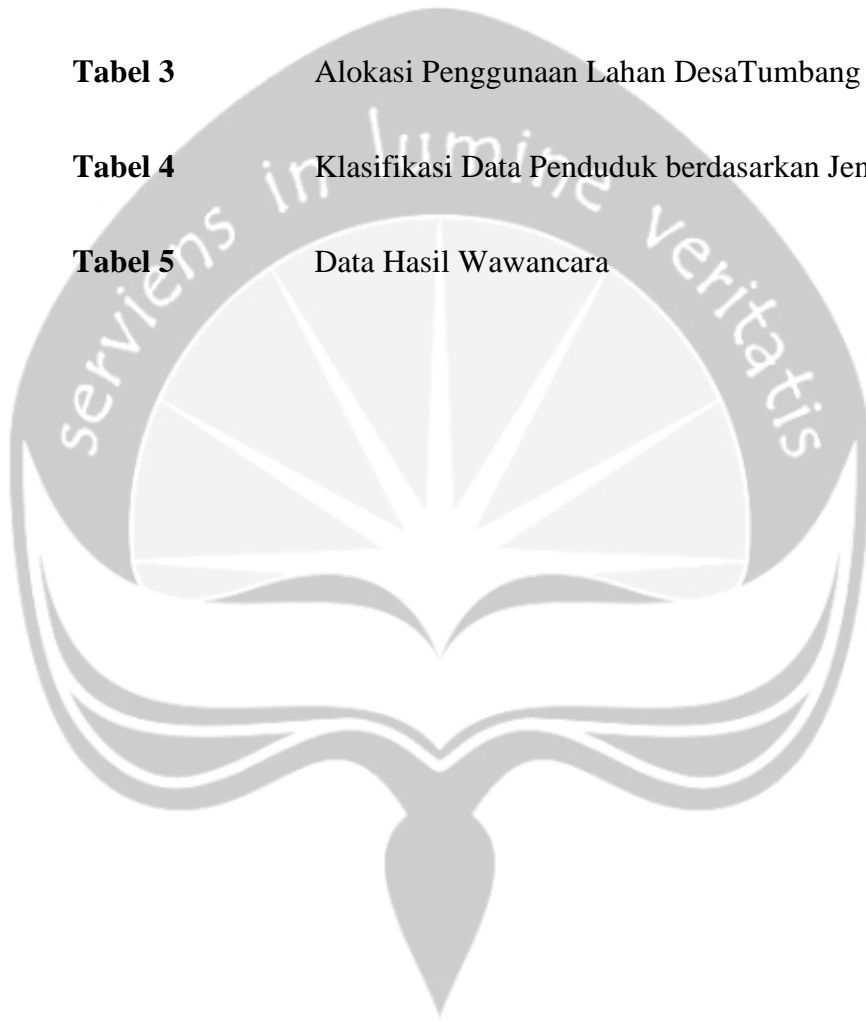 Tabel 3 Alokasi Penggunaan Lahan DesaTumbang
Tabel 4 Klasifikasi Data Penduduk berdasarkan Jen
Tabel 5 Data Hasil Wawancara
serviens in lumine veritatis